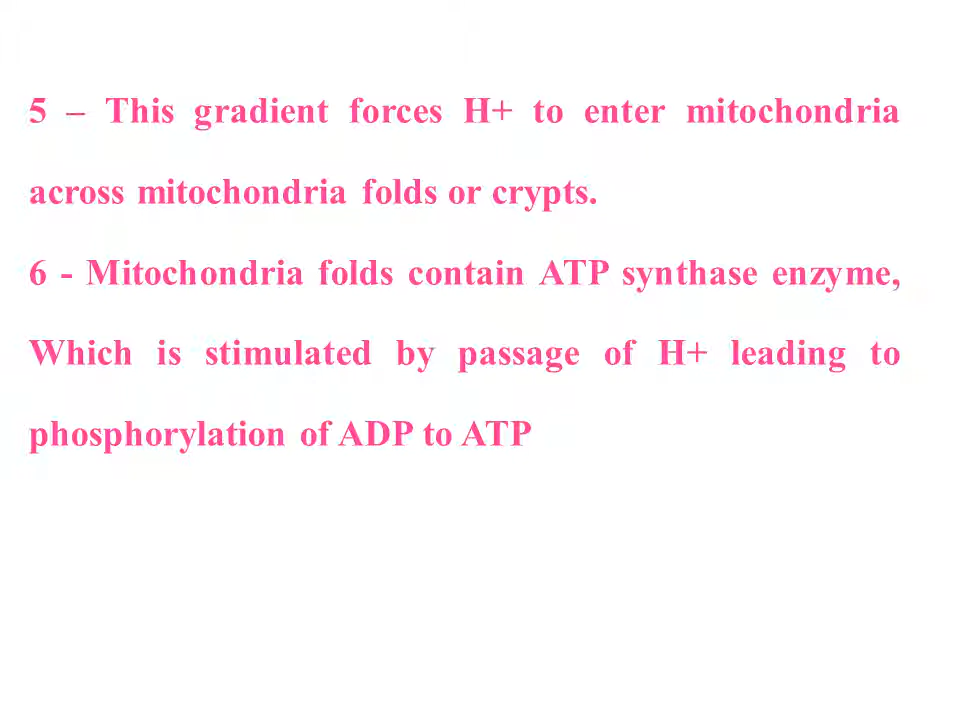 5 – This gradient forces H+ to enter mitochondria
across mitochondria folds or crypts.
6 - Mitochondria folds contain ATP synthase enzyme,
Which is stimulated by passage of H+ leading to
phosphorylation of ADP to ATP